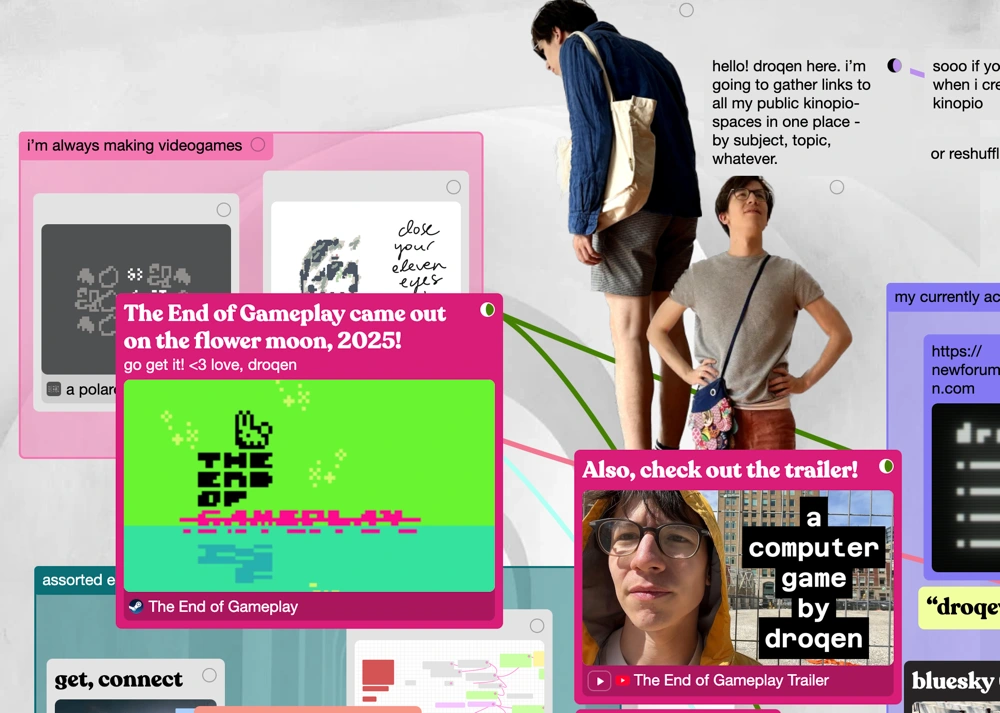 hello! droqen here. i'm
going to gather links to
all my public kinopio-
spaces in one place -
by subject, topic,
whatever.
sooo if yo
when i cre
kinopio
or reshuffl
i'm always making videogames
close
your
eleven
eyes
a polar
The End of Gameplay came out
on the flower moon, 2025!
go get it! <3 love, droqen
THE
END
OF
GAMEPLAY
The End of Gameplay
Also, check out the trailer!
a
computer
game
by
droqen
The End of Gameplay Trailer
my currently ac
https://
newforum
n.com
dr
"droqe
bluesky
assorted e
get, connect